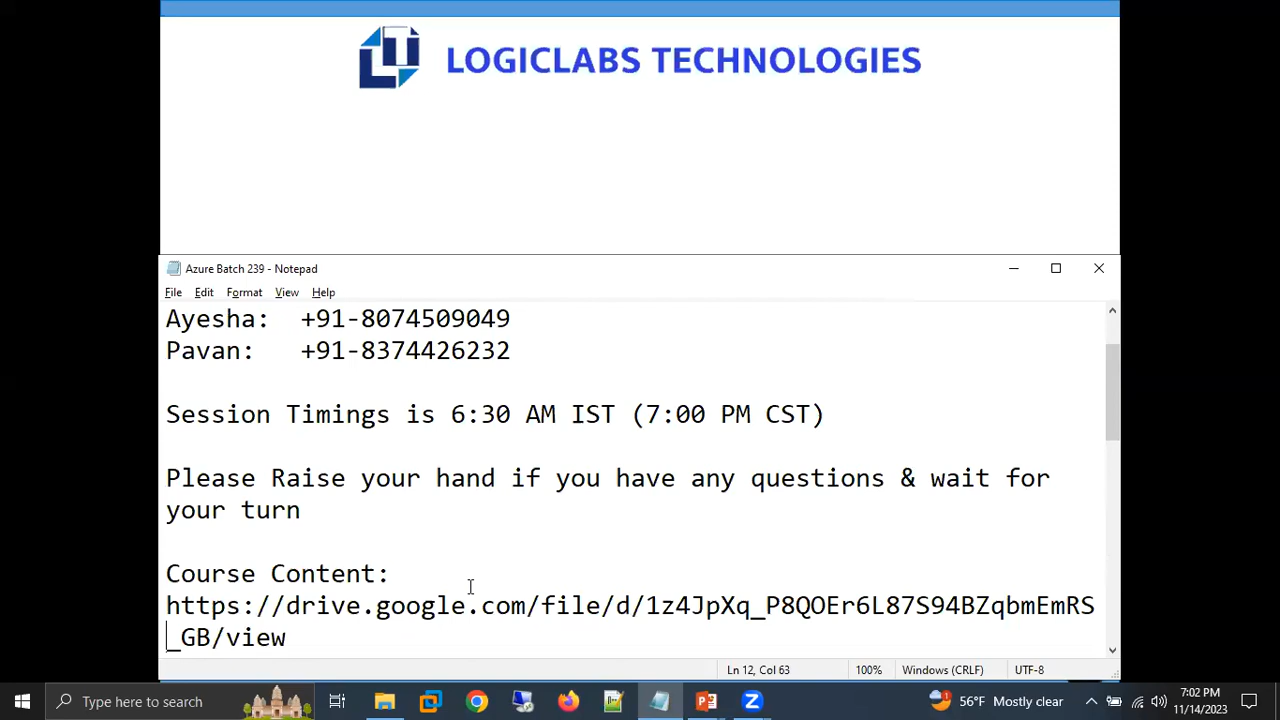 LOGICLABS TECHNOLOGIES
Azure Batch 239 - Notepad
File Edit Format View Help
Ayesha: +91-8074509049
Pavan: +91-8374426232
Session Timings is 6:30 AM IST (7:00 PM CST)
Please Raise your hand if you have any questions & wait for
your turn
Course Content:
https://drive.google.com/file/d/1z4JpXq_P8QOEr6L87S94BZqbmEmRS
_GB/view
Ln 12, Col 63 100% Windows (CRLF) UTF-8
Type here to search 56°F Mostly clear 7:02 PM
11/14/2023